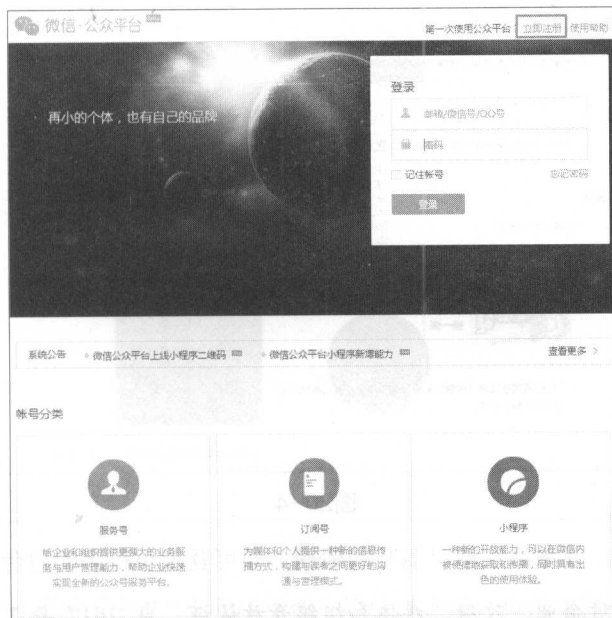 微信·公众平台
第一次使用公众平台 立即注册 使用帮助
再小的个体，也有自己的品牌
登录
邮箱/微信号/QQ号
密码
记住帐号 忘记密码
登录
系统公告 微信公众平台上线小程序二维码 微信公众平台小程序新增能力 查看更多 >
帐号分类
服务号
给企业和组织提供更强大的业务服
务与用户管理能力，帮助企业快速
实现全新的公众号服务平台。
订阅号
为媒体和个人提供一种新的信息传
播方式，构建与读者之间更好的沟
通与管理模式。
小程序
一种新的开放能力，可以在微信内
被便捷地获取和传播，同时具有出
色的使用体验。